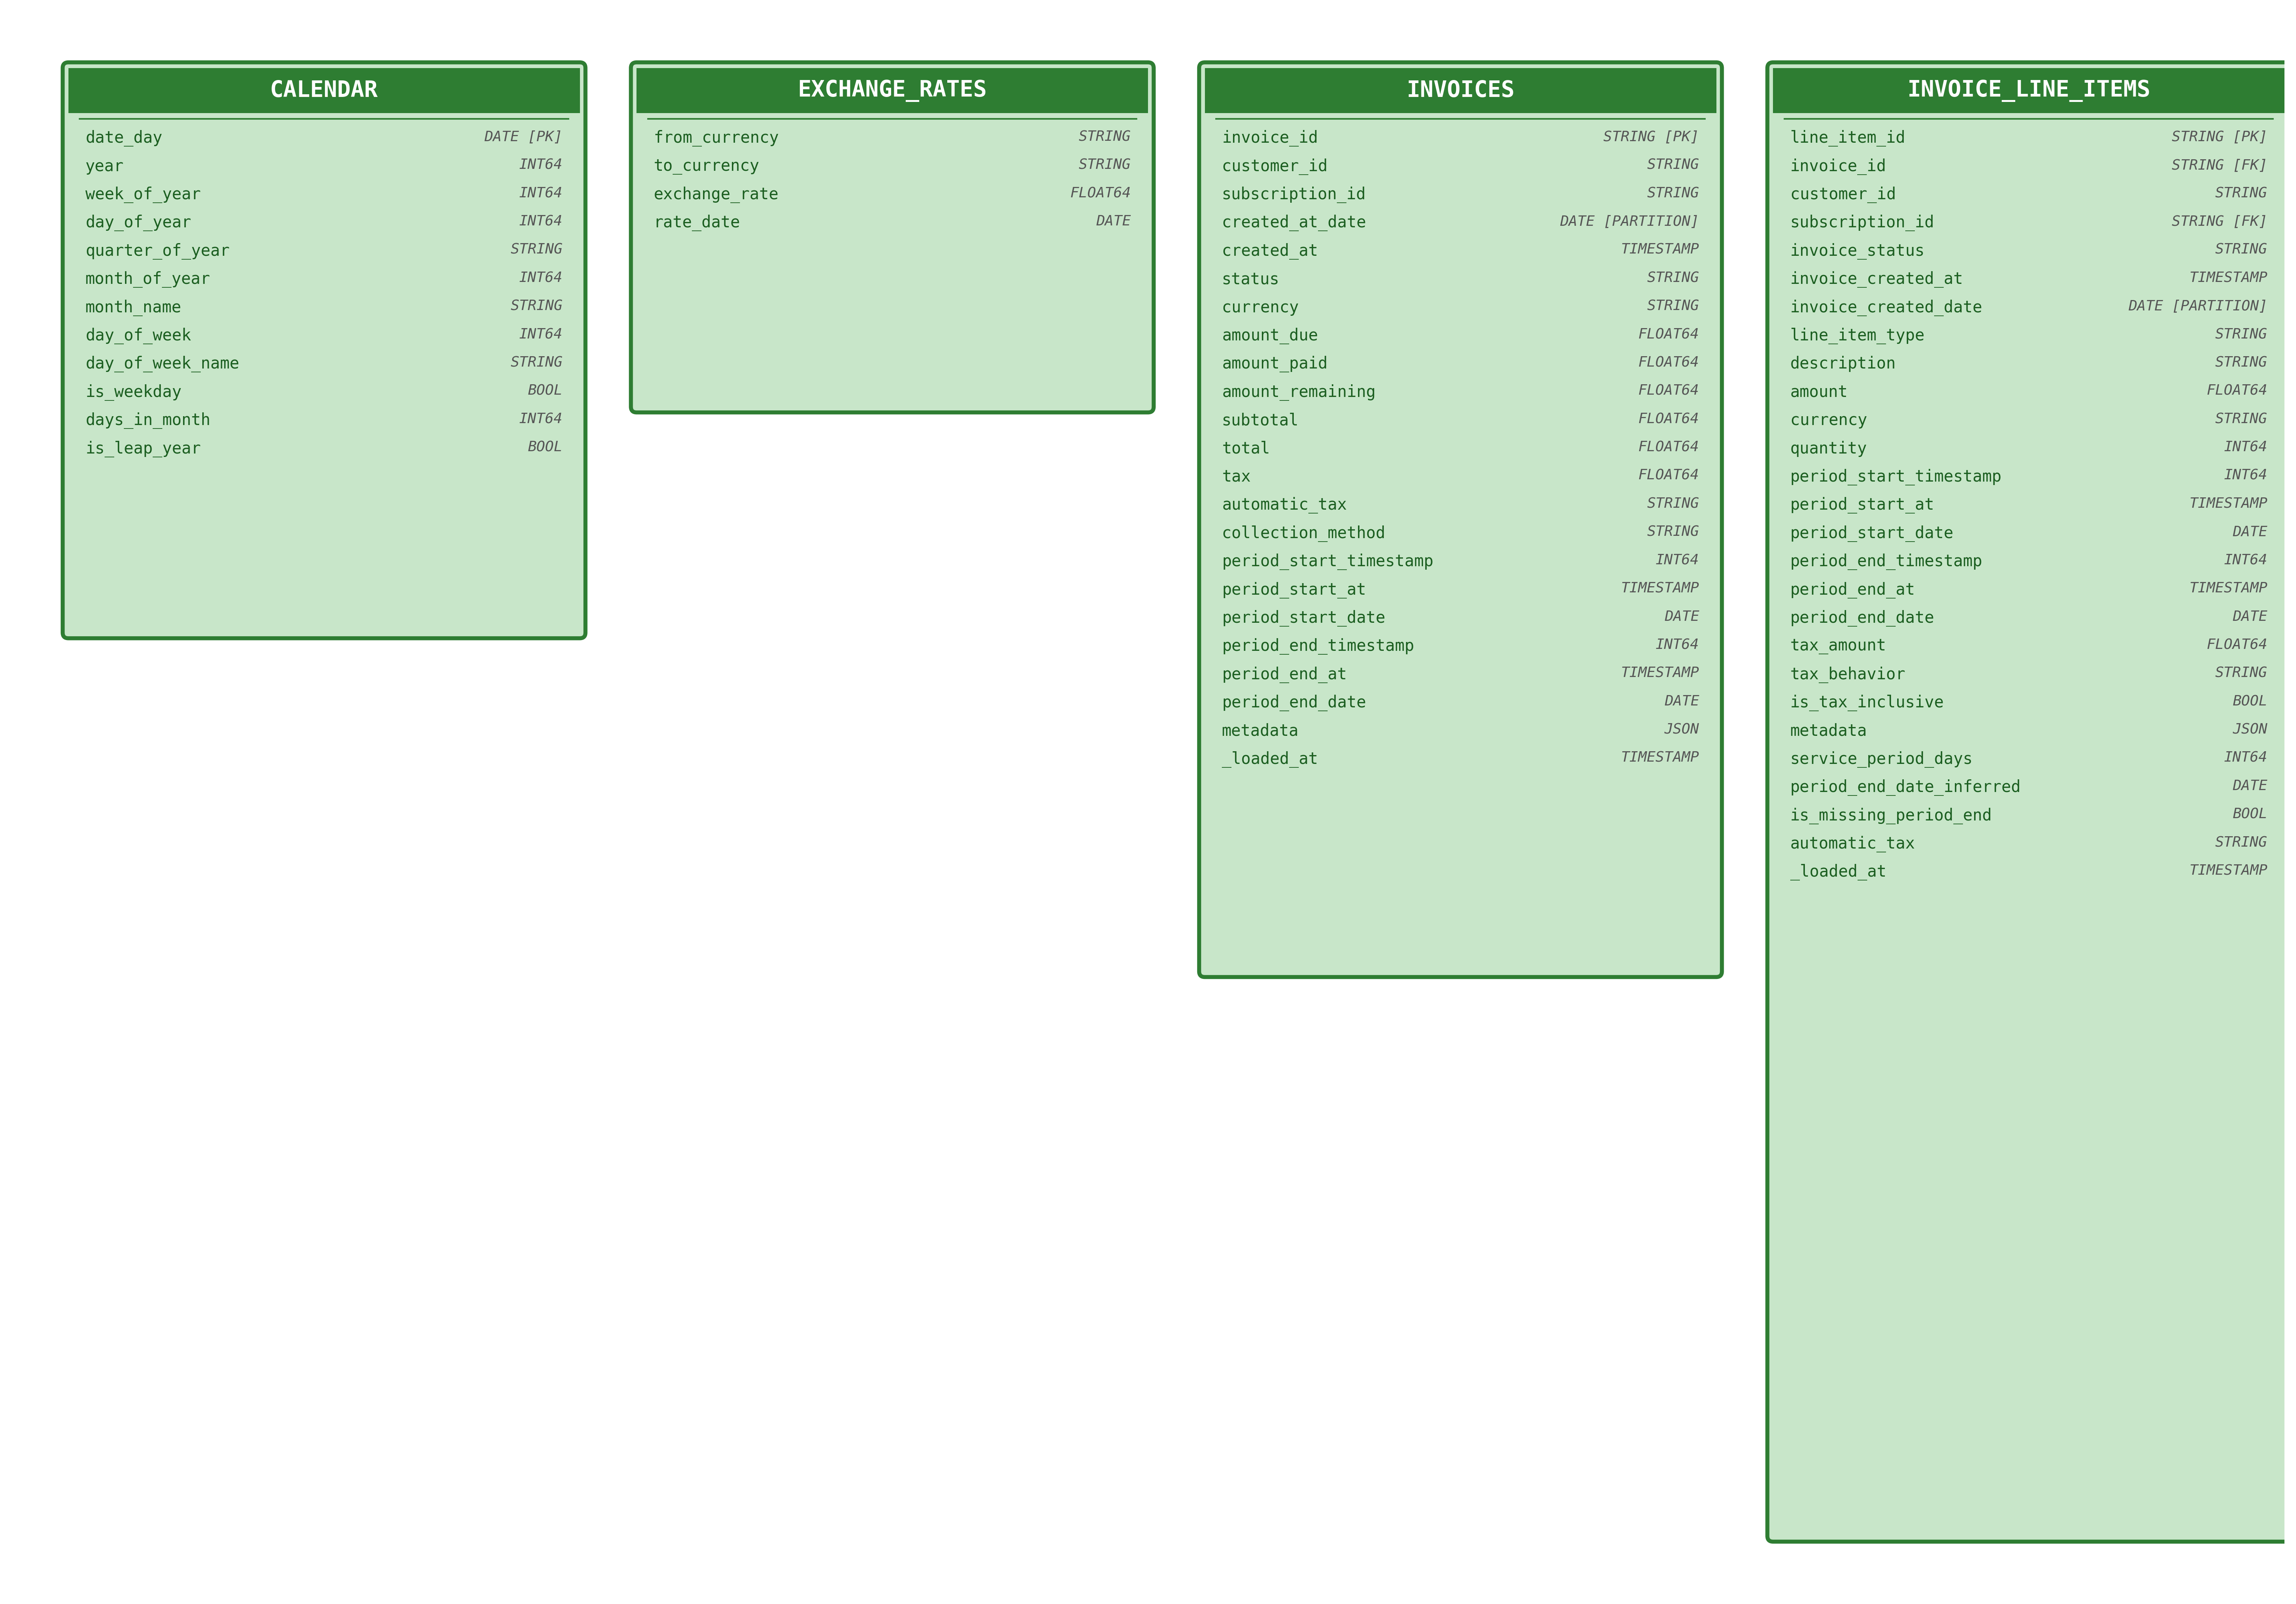 CALENDAR
date_day DATE [PK]
year INT64
week_of_year INT64
day_of_year INT64
quarter_of_year STRING
month_of_year INT64
month_name STRING
day_of_week INT64
day_of_week_name STRING
is_weekday BOOL
days_in_month INT64
is_leap_year BOOL
EXCHANGE_RATES
from_currency STRING
to_currency STRING
exchange_rate FLOAT64
rate_date DATE
INVOICES
invoice_id STRING [PK]
customer_id STRING
subscription_id STRING
created_at_date DATE [PARTITION]
created_at TIMESTAMP
status STRING
currency STRING
amount_due FLOAT64
amount_paid FLOAT64
amount_remaining FLOAT64
subtotal FLOAT64
total FLOAT64
tax FLOAT64
automatic_tax STRING
collection_method STRING
period_start_timestamp INT64
period_start_at TIMESTAMP
period_start_date DATE
period_end_timestamp INT64
period_end_at TIMESTAMP
period_end_date DATE
metadata JSON
_loaded_at TIMESTAMP
INVOICE_LINE_ITEMS
line_item_id STRING [PK]
invoice_id STRING [FK]
customer_id STRING
subscription_id STRING [FK]
invoice_status STRING
invoice_created_at TIMESTAMP
invoice_created_date DATE [PARTITION]
line_item_type STRING
description STRING
amount FLOAT64
currency STRING
quantity INT64
period_start_timestamp INT64
period_start_at TIMESTAMP
period_start_date DATE
period_end_timestamp INT64
period_end_at TIMESTAMP
period_end_date DATE
tax_amount FLOAT64
tax_behavior STRING
is_tax_inclusive BOOL
metadata JSON
service_period_days INT64
period_end_date_inferred DATE
is_missing_period_end BOOL
automatic_tax STRING
_loaded_at TIMESTAMP